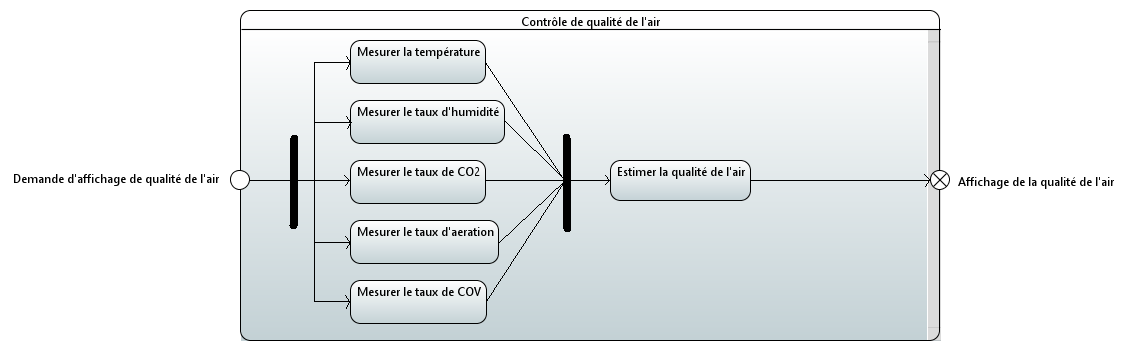 Contrôle de qualité de l'air
Mesurer la température
Mesurer le taux d'humidité
Demande d'affichage de qualité de l'air
Mesurer le taux de CO2
Estimer la qualité de l'air
Affichage de la qualité de l'air
Mesurer le taux d'aeration
Mesurer le taux de COV